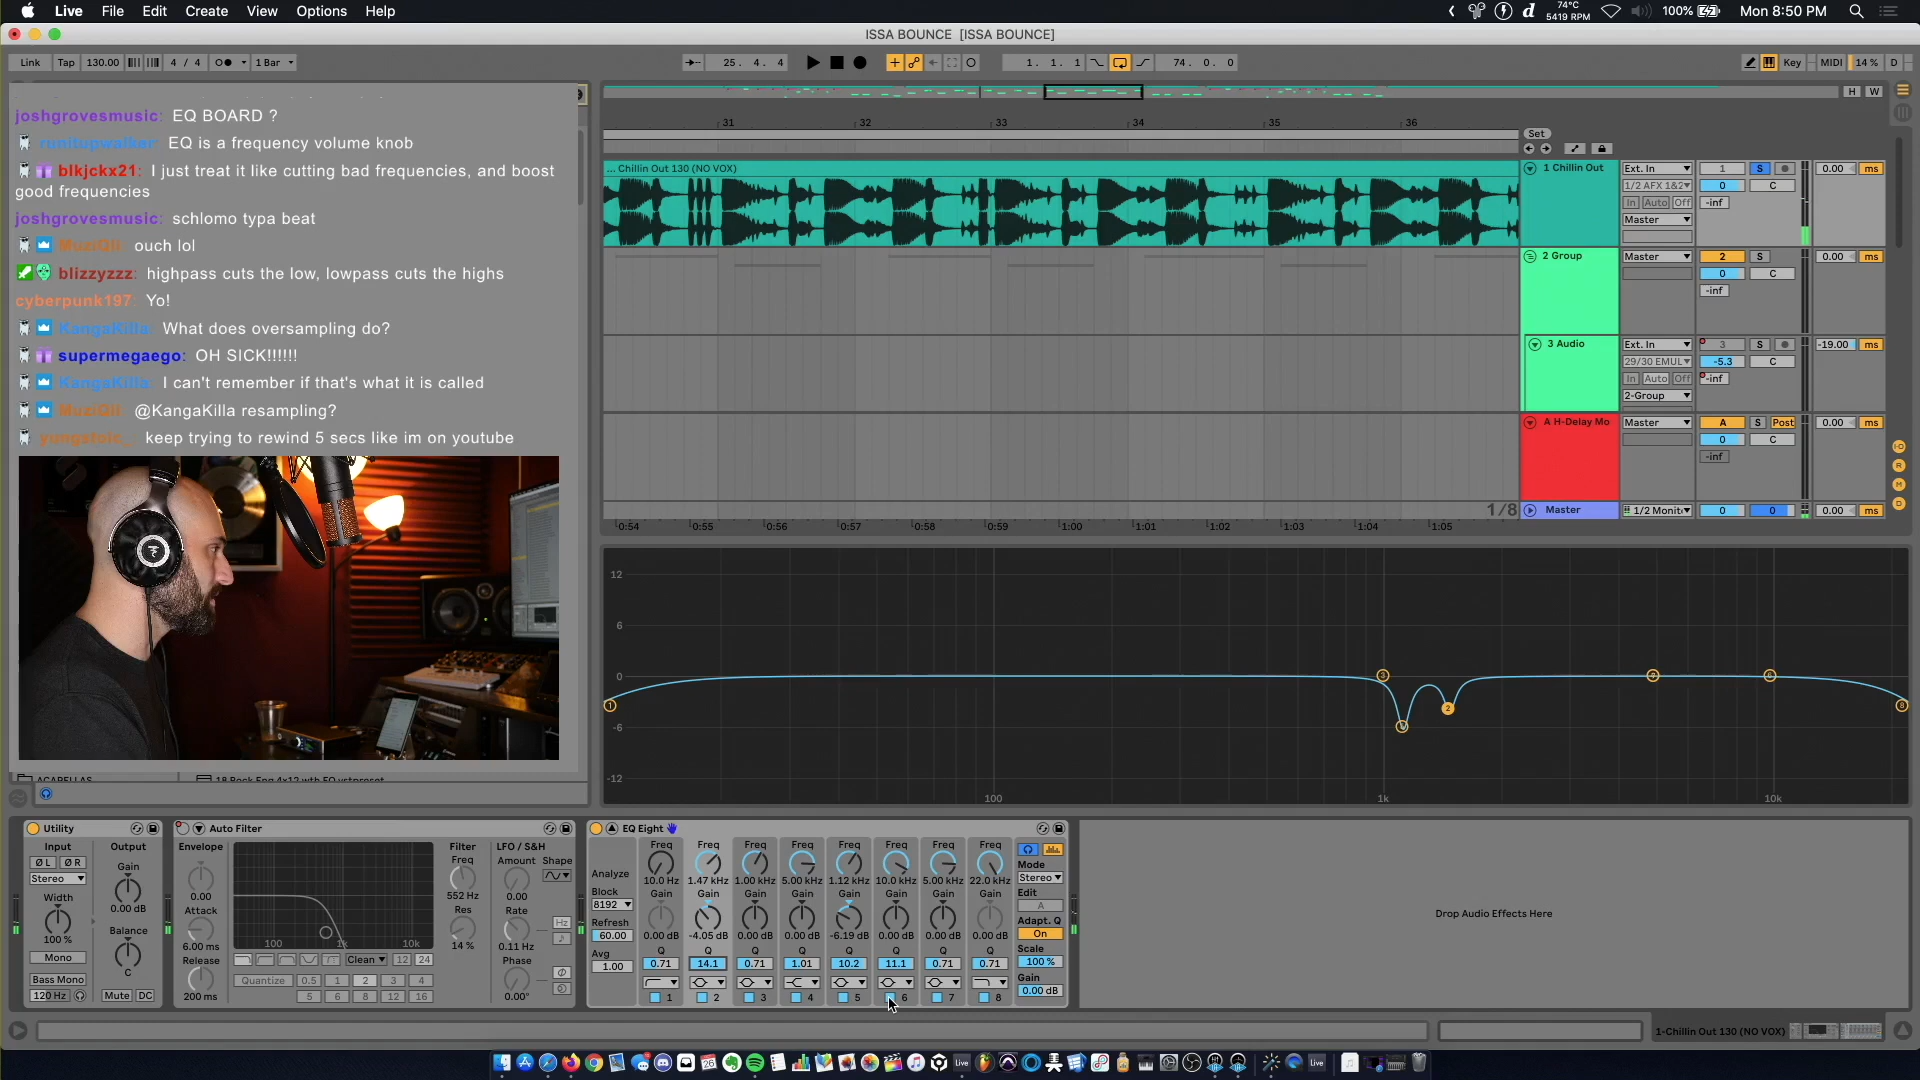 Live File Edit Create View Options Help
74°C
5419 RPM
100% Mon 8:50 PM
ISSA BOUNCE [ISSA BOUNCE]
Link Tap 130.00 4 / 4 1 Bar
25. 4. 4
1. 1. 1
74. 0. 0
Key MIDI 14 % D
joshgrovesmusic: EQ BOARD ?
runitupwalker: EQ is a frequency volume knob
blkjckx21: I just treat it like cutting bad frequencies, and boost
good frequencies
joshgrovesmusic: schlomo typa beat
MuziQli: ouch lol
blizzyzzz: highpass cuts the low, lowpass cuts the highs
cyberpunk197: Yo!
KangaKilla: What does oversampling do?
supermegaego: OH SICK!!!!!!
KangaKilla: I can't remember if that's what it is called
@KangaKilla resampling?
keep trying to rewind 5 secs like im on youtube
H W
31 32 33 34 35 36
Set
... Chillin Out 130 (NO VOX)
1 Chillin Out Ext. In 1 S 0.00 ms
1/2 AFX 1&2 0 C
In Auto Off -inf
Master
2 Group Master 2 S 0.00 ms
0 C
-inf
3 Audio Ext. In 3 S -19.00 ms
29/30 EMUL -5.3 C
In Auto Off -inf
2-Group
A H-Delay Mo Master A S Post 0.00 ms
0 C
-inf
1/8 Master 1/2 Monit 0 0 0.00 ms
0:54 0:55 0:56 0:57 0:58 0:59 1:00 1:01 1:02 1:03 1:04 1:05
12
6
0
-6
-12
100 1k 10k
1 3 2 8
ACAPELLAS
18 Rock Eng 4x12 wth EQ vstpreset
Utility
Input Output
Ø L Ø R Gain
Stereo
Width 0.00 dB
100 % Balance
Mono C
Bass Mono
120 Hz Mute DC
Auto Filter
Envelope
0.00
Attack
6.00 ms
Release
200 ms
100 1k 10k
Clean 12 24
Quantize 0.5 1 2 3 4
5 6 8 12 16
Filter
Freq
552 Hz
Res
14 %
LFO / S&H
Amount Shape
0.00
Rate
0.11 Hz
Hz
Phase
0.00°
EQ Eight
Analyze
Block
8192
Refresh
60.00
Avg
1.00
Freq Freq Freq Freq Freq Freq Freq Freq
10.0 Hz 1.47 kHz 1.00 kHz 5.00 kHz 1.12 kHz 10.0 kHz 5.00 kHz 22.0 kHz
Gain Gain Gain Gain Gain Gain Gain Gain
0.00 dB -4.05 dB 0.00 dB 0.00 dB -6.19 dB 0.00 dB 0.00 dB 0.00 dB
Q Q Q Q Q Q Q Q
0.71 14.1 0.71 1.01 10.2 11.1 0.71 0.71
1 2 3 4 5 6 7 8
Mode
Stereo
Edit
A
Adapt. Q
On
Scale
100 %
Gain
0.00 dB
Drop Audio Effects Here
1-Chillin Out 130 (NO VOX)